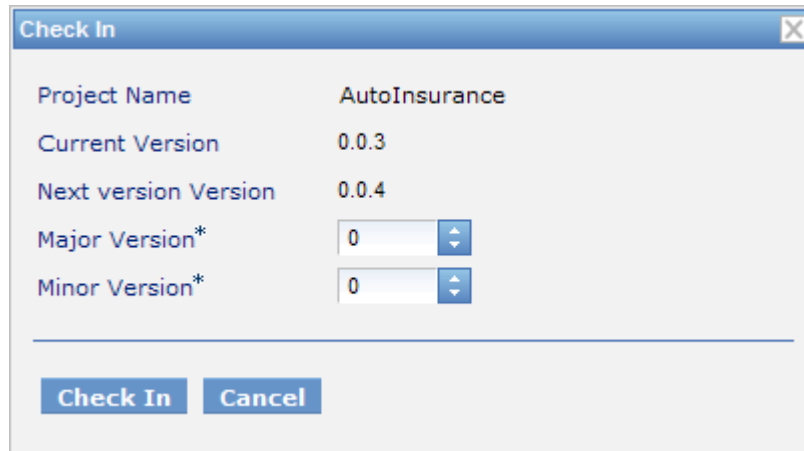 Check In
Project Name AutoInsurance
Current Version 0.0.3
Next version Version 0.0.4
Major Version* 0
Minor Version* 0
Check In Cancel